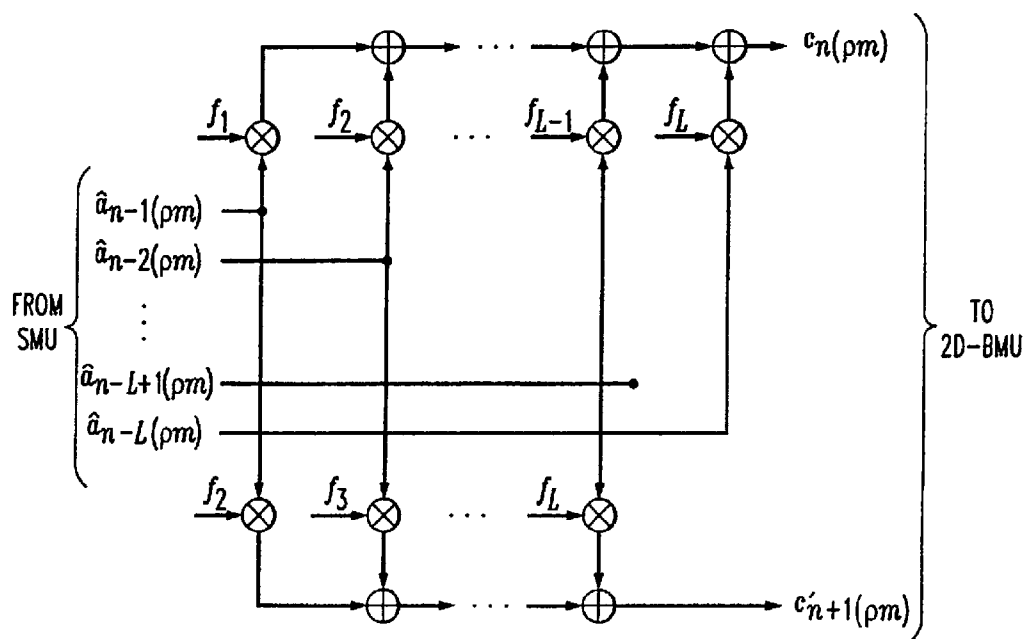 cn(ρm)
f1 f2 . . . fL−1 fL
ân−1(ρm)
ân−2(ρm)
FROM
SMU
TO
2D-BMU
ân−L+1(ρm)
ân−L(ρm)
f2 f3 . . . fL
c′n+1(ρm)